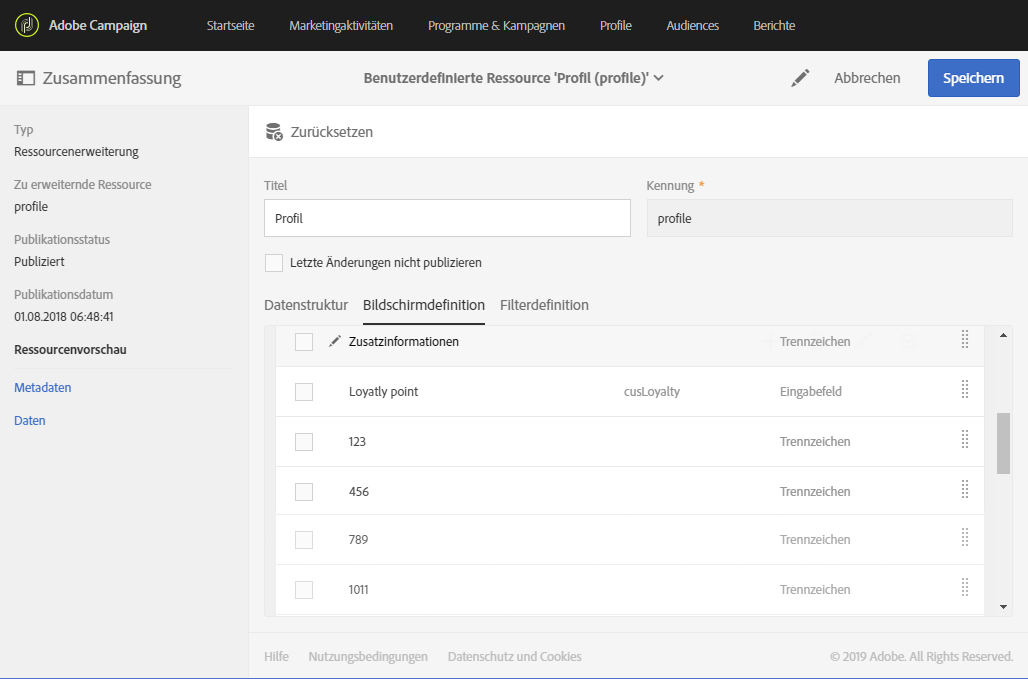 Adobe Campaign Startseite Marketingaktivitäten Programme & Kampagnen Profile Audiences Berichte
Zusammenfassung Benutzerdefinierte Ressource 'Profil (profile)' Abbrechen Speichern
Typ
Ressourcenerweiterung
Zu erweiternde Ressource
profile
Publikationsstatus
Publiziert
Publikationsdatum
01.08.2018 06:48:41
Ressourcenvorschau
Metadaten
Daten
Zurücksetzen
Titel Kennung *
Profil profile
Letzte Änderungen nicht publizieren
Datenstruktur Bildschirmdefinition Filterdefinition
Zusatzinformationen Trennzeichen
Loyatly point cusLoyalty Eingabefeld
123 Trennzeichen
456 Trennzeichen
789 Trennzeichen
1011 Trennzeichen
Hilfe Nutzungsbedingungen Datenschutz und Cookies © 2019 Adobe. All Rights Reserved.